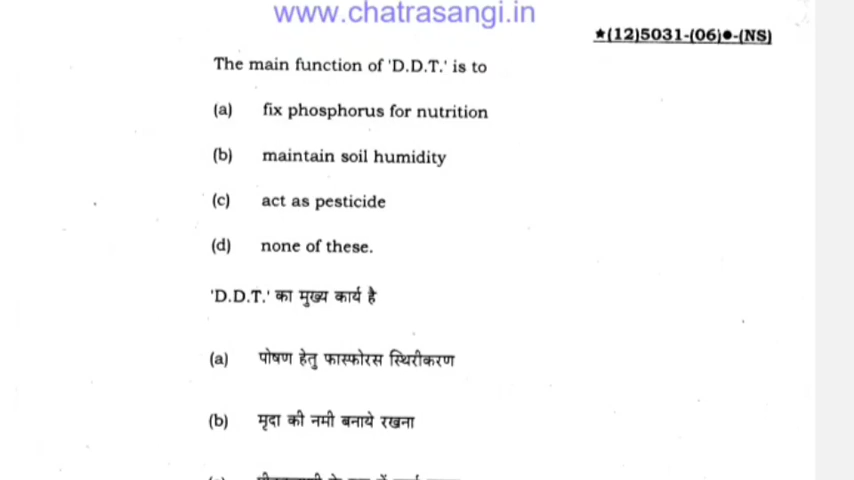 www.chatrasangi.in
★(12)5031-(06)●-(NS)
The main function of 'D.D.T.' is to
(a) fix phosphorus for nutrition
(b) maintain soil humidity
(c) act as pesticide
(d) none of these.
'D.D.T.' का मुख्य कार्य है
(a) पोषण हेतु फास्फोरस स्थिरीकरण
(b) मृदा की नमी बनाये रखना